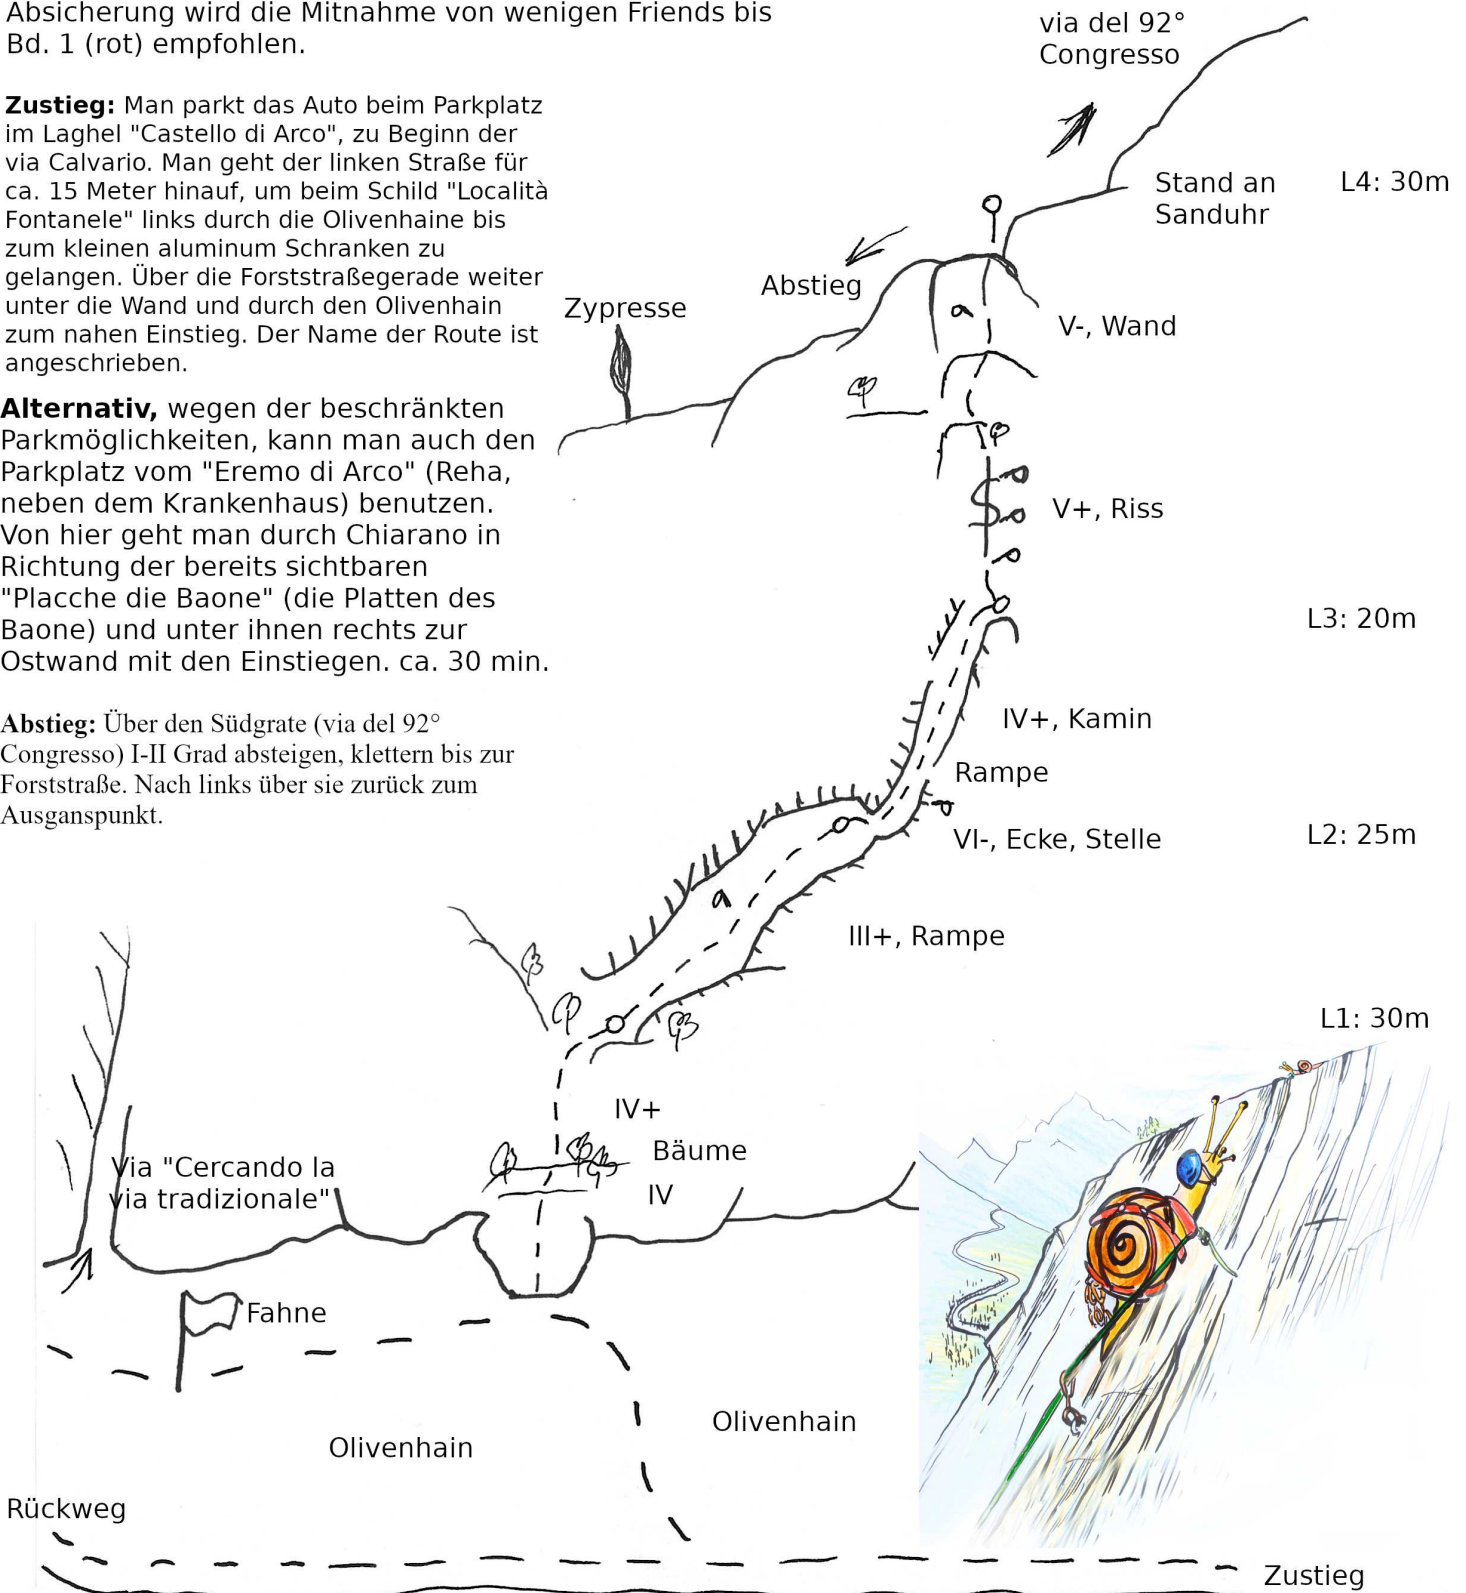 Absicherung wird die Mitnahme von wenigen Friends bis
Bd. 1 (rot) empfohlen.
Zustieg: Man parkt das Auto beim Parkplatz
im Laghel "Castello di Arco", zu Beginn der
via Calvario. Man geht der linken Straße für
ca. 15 Meter hinauf, um beim Schild "Località
Fontanele" links durch die Olivenhaine bis
zum kleinen aluminum Schranken zu
gelangen. Über die Forststraßegerade weiter
unter die Wand und durch den Olivenhain
zum nahen Einstieg. Der Name der Route ist
angeschrieben.
Alternativ, wegen der beschränkten
Parkmöglichkeiten, kann man auch den
Parkplatz vom "Eremo di Arco" (Reha,
neben dem Krankenhaus) benutzen.
Von hier geht man durch Chiarano in
Richtung der bereits sichtbaren
"Placche die Baone" (die Platten des
Baone) und unter ihnen rechts zur
Ostwand mit den Einstiegen. ca. 30 min.
Abstieg: Über den Südgrate (via del 92°
Congresso) I-II Grad absteigen, klettern bis zur
Forststraße. Nach links über sie zurück zum
Ausganspunkt.
via del 92°
Congresso
Stand an
Sanduhr
L4: 30m
Abstieg
Zypresse
V-, Wand
V+, Riss
L3: 20m
IV+, Kamin
Rampe
VI-, Ecke, Stelle
L2: 25m
III+, Rampe
L1: 30m
IV+
Bäume
IV
Via "Cercando la
via tradizionale"
Fahne
Olivenhain
Olivenhain
Rückweg
Zustieg